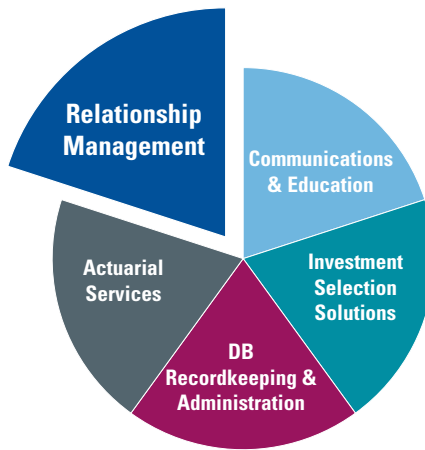 Relationship
Management
Communications
& Education
Investment
Selection
Solutions
DB
Recordkeeping &
Administration
Actuarial
Services